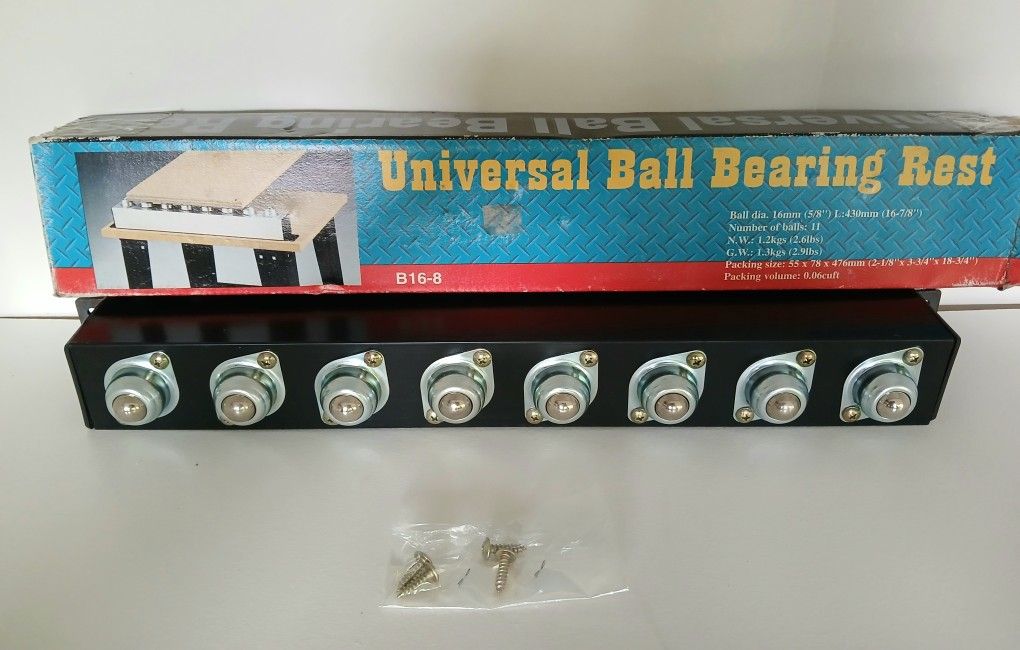 Universal Ball Bearing Re
Universal Ball Bearing Rest
Ball dia. 16mm (5/8") L:430mm (16-7/8")
Number of balls: 11
N.W.: 1.2kgs (2.6lbs)
G.W.: 1.3kgs (2.9lbs)
Packing size: 55 x 78 x 476mm (2-1/8"x 3-3/4"x 18-3/4")
Packing volume: 0.06cuft
B16-8